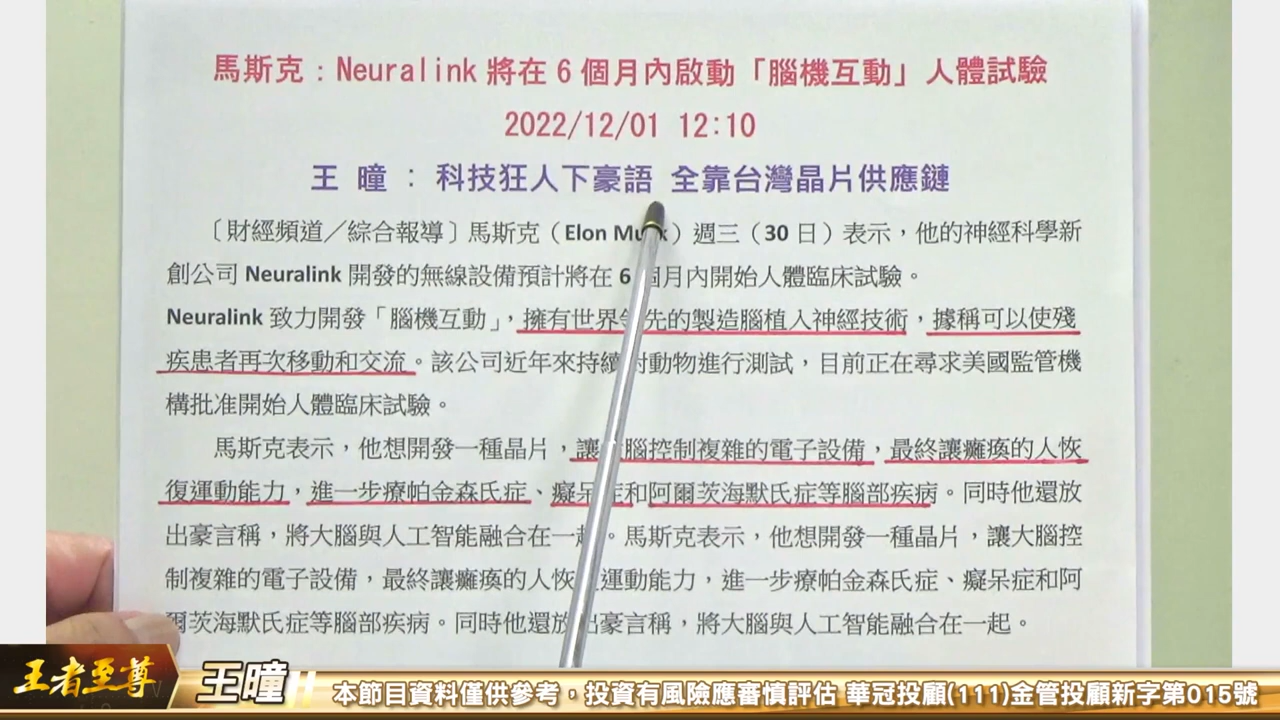 馬斯克：Neuralink 將在 6 個月內啟動「腦機互動」人體試驗
2022/12/01 12:10
王 曈 ： 科技狂人下豪語 全靠台灣晶片供應鏈
〔財經頻道／綜合報導〕馬斯克（Elon Musk）週三（30 日）表示，他的神經科學新
創公司 Neuralink 開發的無線設備預計將在 6 個月內開始人體臨床試驗。
Neuralink 致力開發「腦機互動」，擁有世界領先的製造腦植入神經技術，據稱可以使殘
疾患者再次移動和交流。該公司近年來持續對動物進行測試，目前正在尋求美國監管機
構批准開始人體臨床試驗。
馬斯克表示，他想開發一種晶片，讓大腦控制複雜的電子設備，最終讓癱瘓的人恢
復運動能力，進一步療帕金森氏症、癡呆症和阿爾茨海默氏症等腦部疾病。同時他還放
出豪言稱，將大腦與人工智能融合在一起。馬斯克表示，他想開發一種晶片，讓大腦控
制複雜的電子設備，最終讓癱瘓的人恢復運動能力，進一步療帕金森氏症、癡呆症和阿
爾茨海默氏症等腦部疾病。同時他還放出豪言稱，將大腦與人工智能融合在一起。
王者至尊 王曈 本節目資料僅供參考，投資有風險應審慎評估 華冠投顧(111)金管投顧新字第015號